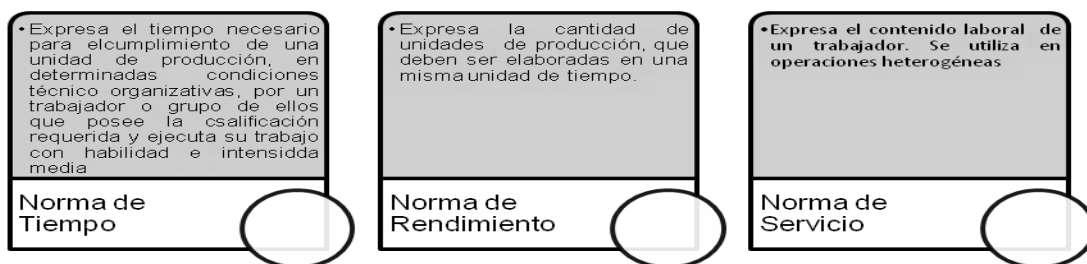 •Expresa el tiempo necesario
para elcumplimiento de una
unidad de producción, en
determinadas condiciones
técnico organizativas, por un
trabajador o grupo de ellos
que posee la csalificación
requerida y ejecuta su trabajo
con habilidad e intensidda
media
Norma de
Tiempo
•Expresa la cantidad de
unidades de producción, que
deben ser elaboradas en una
misma unidad de tiempo.
Norma de
Rendimiento
•Expresa el contenido laboral de
un trabajador. Se utiliza en
operaciones heterogéneas
Norma de
Servicio